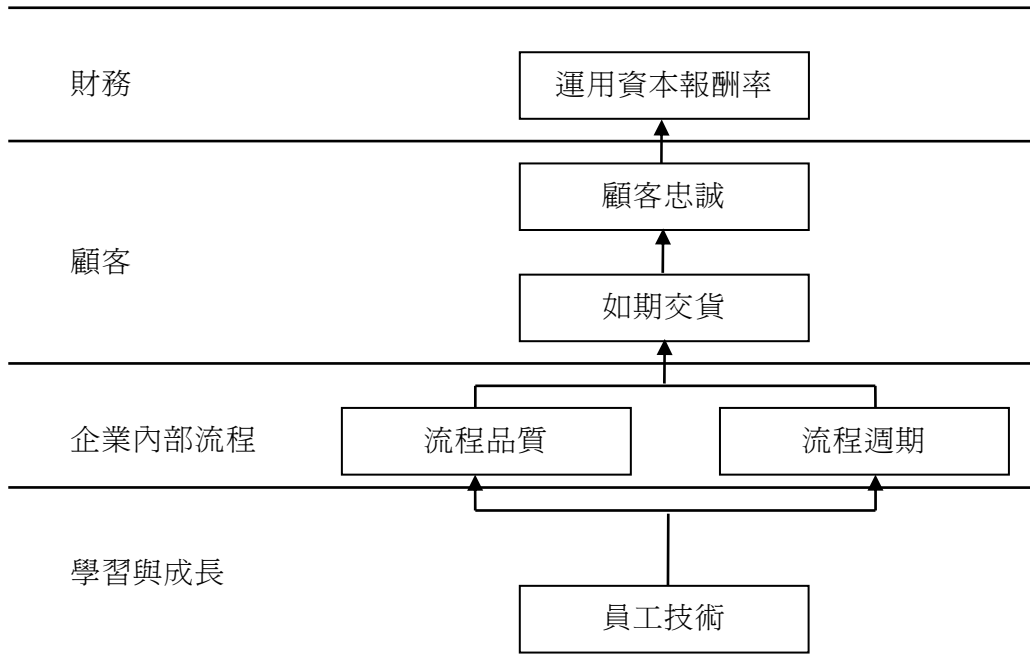 財務
運用資本報酬率
顧客忠誠
顧客
如期交貨
企業內部流程
流程品質
流程週期
學習與成長
員工技術